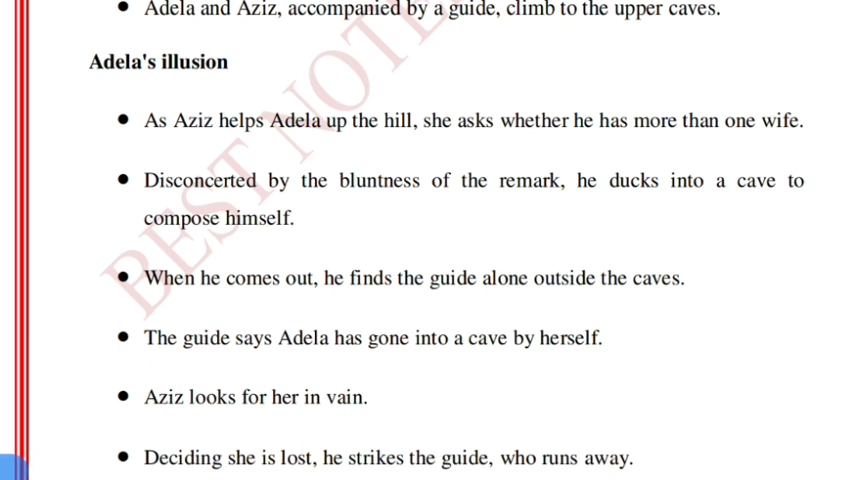 ● Adela and Aziz, accompanied by a guide, climb to the upper caves.
Adela's illusion
● As Aziz helps Adela up the hill, she asks whether he has more than one wife.
● Disconcerted by the bluntness of the remark, he ducks into a cave to
compose himself.
● When he comes out, he finds the guide alone outside the caves.
● The guide says Adela has gone into a cave by herself.
● Aziz looks for her in vain.
● Deciding she is lost, he strikes the guide, who runs away.
BEST NOTE